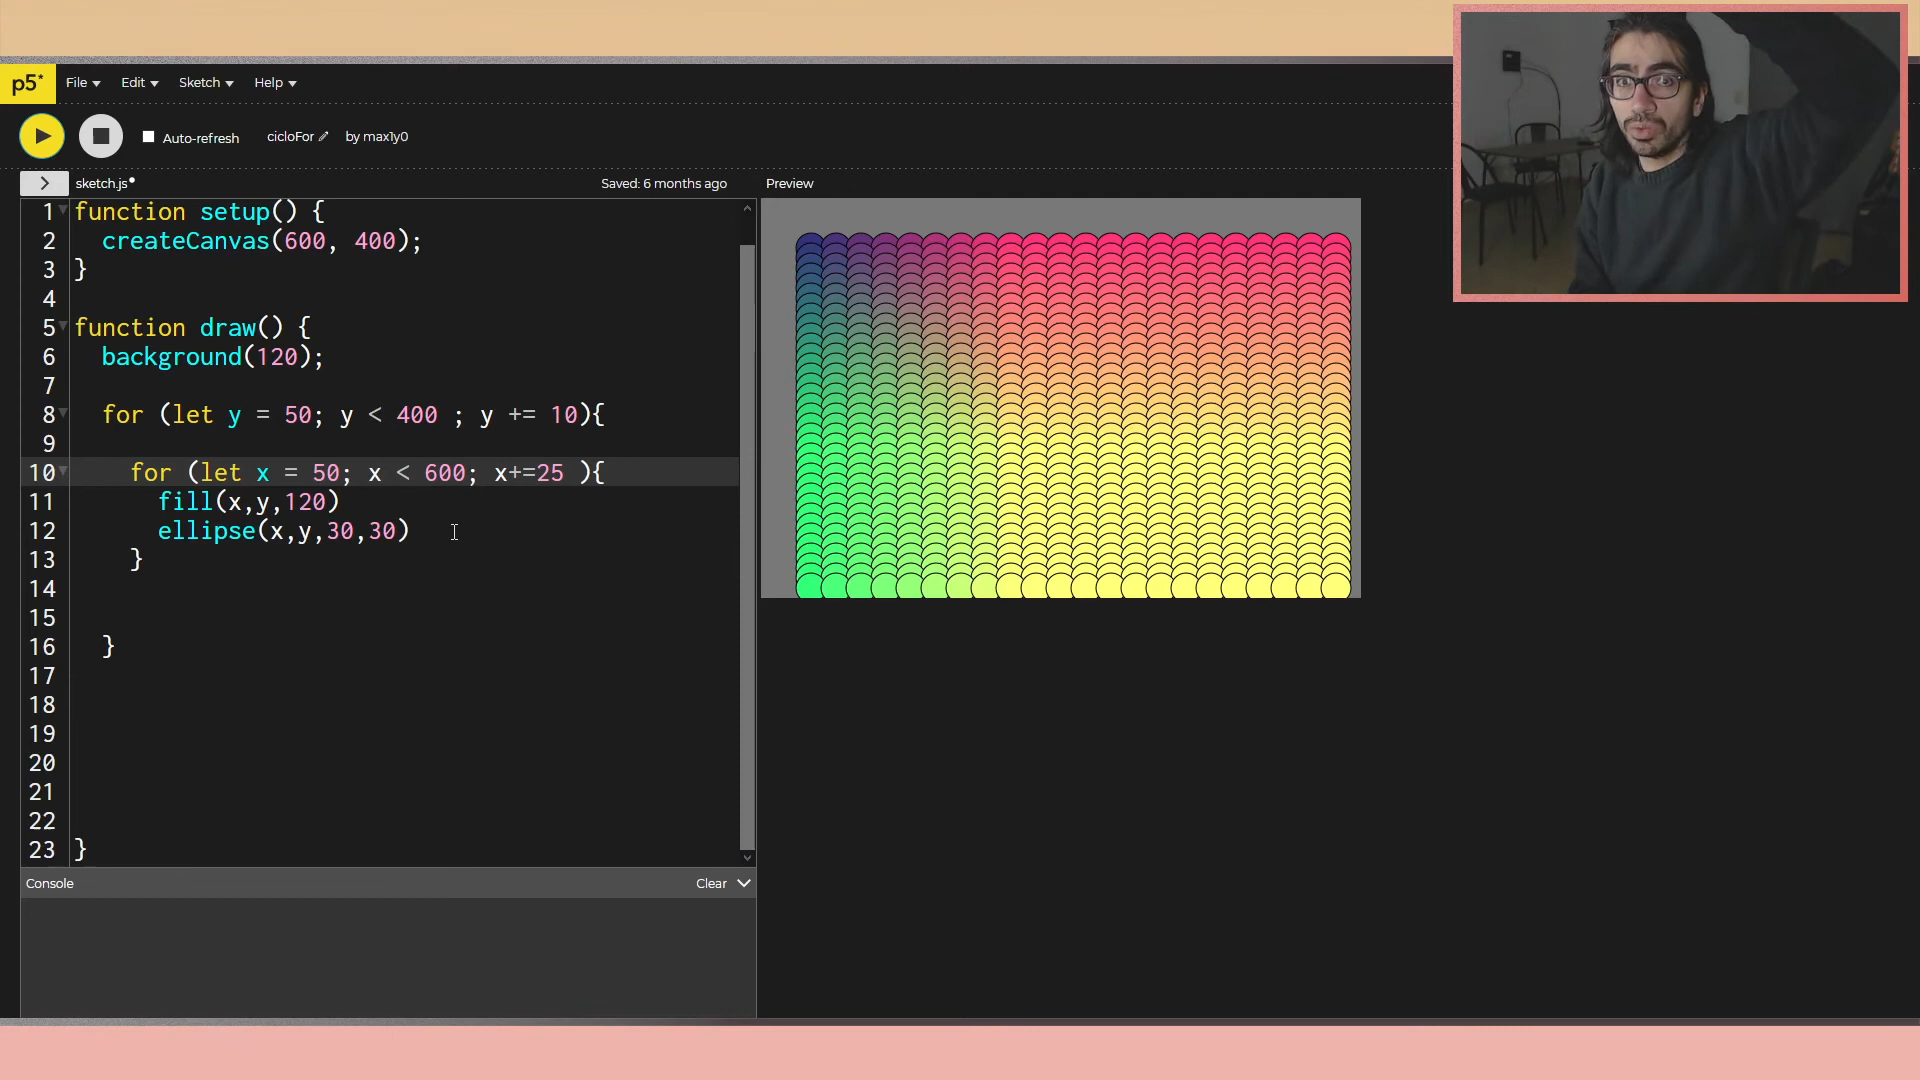 p5* File Edit Sketch Help
Auto-refresh cicloFor by max1y0
> sketch.js• Saved: 6 months ago Preview
1 function setup() {
2 createCanvas(600, 400);
3 }
4
5 function draw() {
6 background(120);
7
8 for (let y = 50; y < 400 ; y += 10){
9
10 for (let x = 50; x < 600; x+=25 ){
11 fill(x,y,120)
12 ellipse(x,y,30,30)
13 }
14
15
16 }
17
18
19
20
21
22
23 }
Console Clear